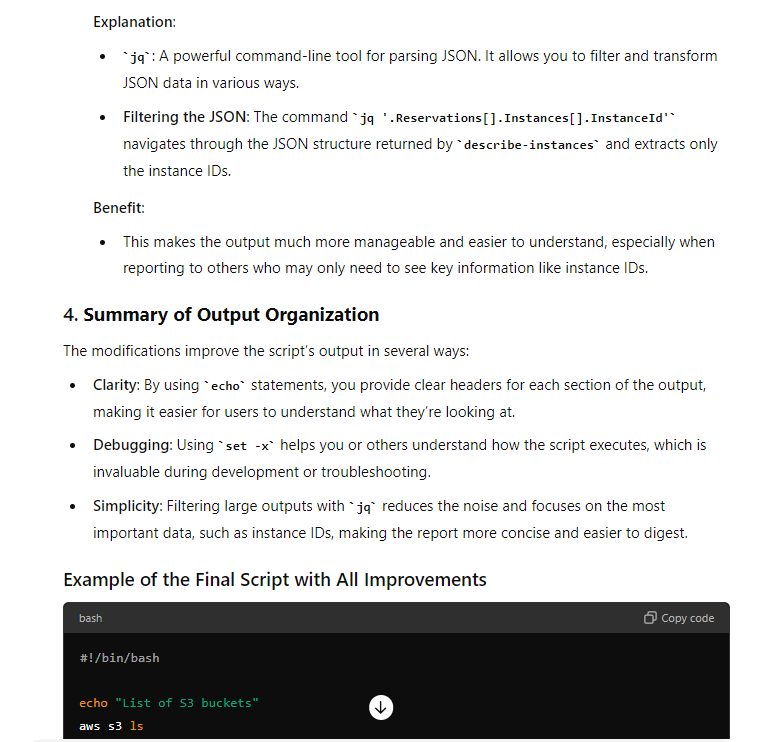 Explanation:
• `jq`: A powerful command-line tool for parsing JSON. It allows you to filter and transform
JSON data in various ways.
• Filtering the JSON: The command `jq '.Reservations[].Instances[].InstanceId'`
navigates through the JSON structure returned by `describe-instances` and extracts only
the instance IDs.
Benefit:
• This makes the output much more manageable and easier to understand, especially when
reporting to others who may only need to see key information like instance IDs.
4. Summary of Output Organization
The modifications improve the script's output in several ways:
• Clarity: By using `echo` statements, you provide clear headers for each section of the output,
making it easier for users to understand what they're looking at.
• Debugging: Using `set -x` helps you or others understand how the script executes, which is
invaluable during development or troubleshooting.
• Simplicity: Filtering large outputs with `jq` reduces the noise and focuses on the most
important data, such as instance IDs, making the report more concise and easier to digest.
Example of the Final Script with All Improvements
bash Copy code
#!/bin/bash
echo "List of S3 buckets"
aws s3 ls